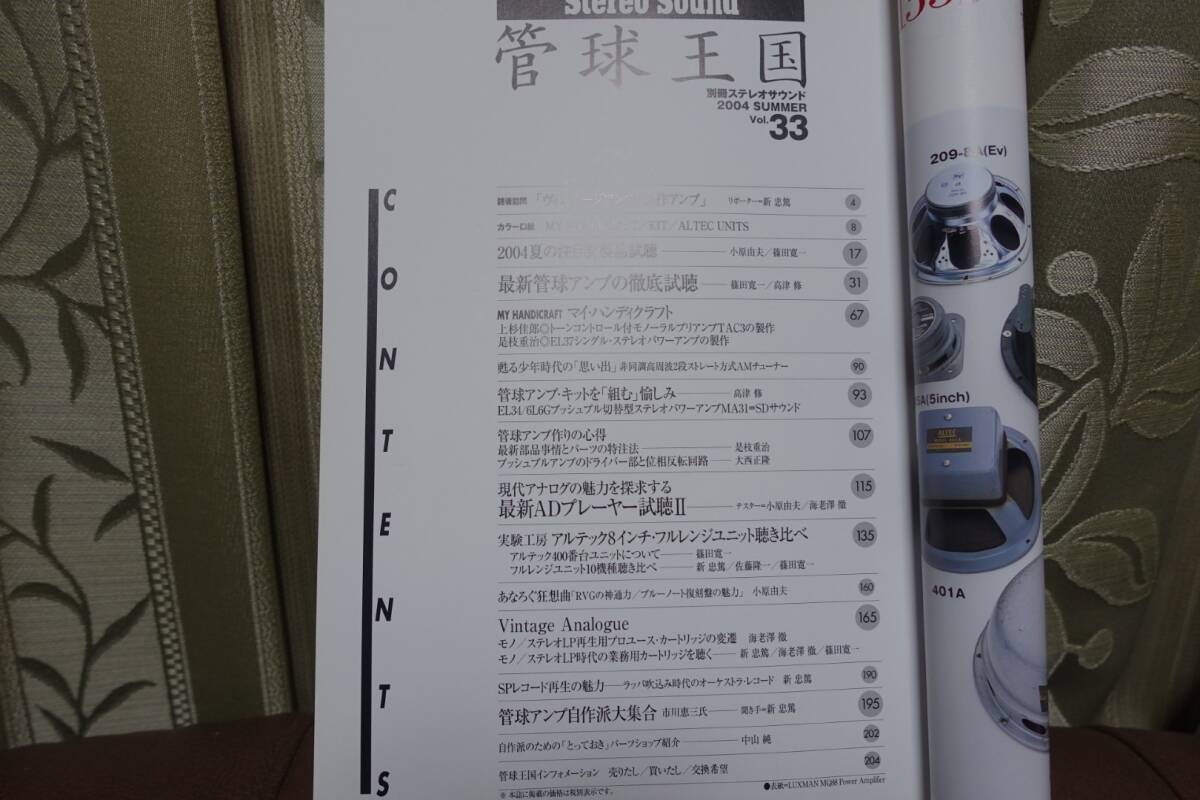 Stereo Sound
管球王国
別冊ステレオサウンド
2004 SUMMER
Vol.33
CONTENTS
リポーター=新 忠篤 4
カラー口絵 KIT／ALTEC UNITS 8
2004夏の 試聴 小原由夫／篠田寛一 17
最新管球アンプの徹底試聴 篠田寛一／高津 修 31
MY HANDICRAFT マイ・ハンディクラフト 67
上杉佳郎◎トーンコントロール付モノーラルプリアンプTAC3の製作
是枝重治◎EL37シングル・ステレオパワーアンプの製作
甦る少年時代の「思い出」非同調高周波2段ストレート方式AMチューナー 90
管球アンプ・キットを「組む」愉しみ 高津 修 93
EL34/6L6Gプッシュプル切替型ステレオパワーアンプMA31=SDサウンド
管球アンプ作りの心得 107
最新部品事情とパーツの特注法 是枝重治
プッシュプルアンプのドライバー部と位相反転回路 大西正隆
現代アナログの魅力を探求する 115
最新ADプレーヤー試聴II テスター=小原由夫／海老澤 徹
実験工房 アルテック8インチ・フルレンジユニット聴き比べ 135
アルテック400番台ユニットについて 篠田寛一
フルレンジユニット10機種聴き比べ 新 忠篤／佐藤隆一／篠田寛一
あなろぐ狂想曲「RVGの神通力／ブルーノート復刻盤の魅力」 小原由夫 160
Vintage Analogue 165
モノ／ステレオLP再生用プロユース・カートリッジの変遷 海老澤 徹
モノ／ステレオLP時代の業務用カートリッジを聴く 新 忠篤／海老澤 徹／篠田寛一
SPレコード再生の魅力 ラッパ吹込み時代のオーケストラ・レコード 新 忠篤 190
管球アンプ自作派大集合 市川恵三氏 聞き手=新 忠篤 195
自作派のための「とっておき」パーツショップ紹介 中山 純 202
管球王国インフォメーション 売りたし／買いたし／交換希望 204
※ 本誌に掲載の価格は税別表示です。
●表紙=LUXMAN MQ88 Power Amplifier
209-8A(Ev)
5A(5inch)
ALTEC
401A